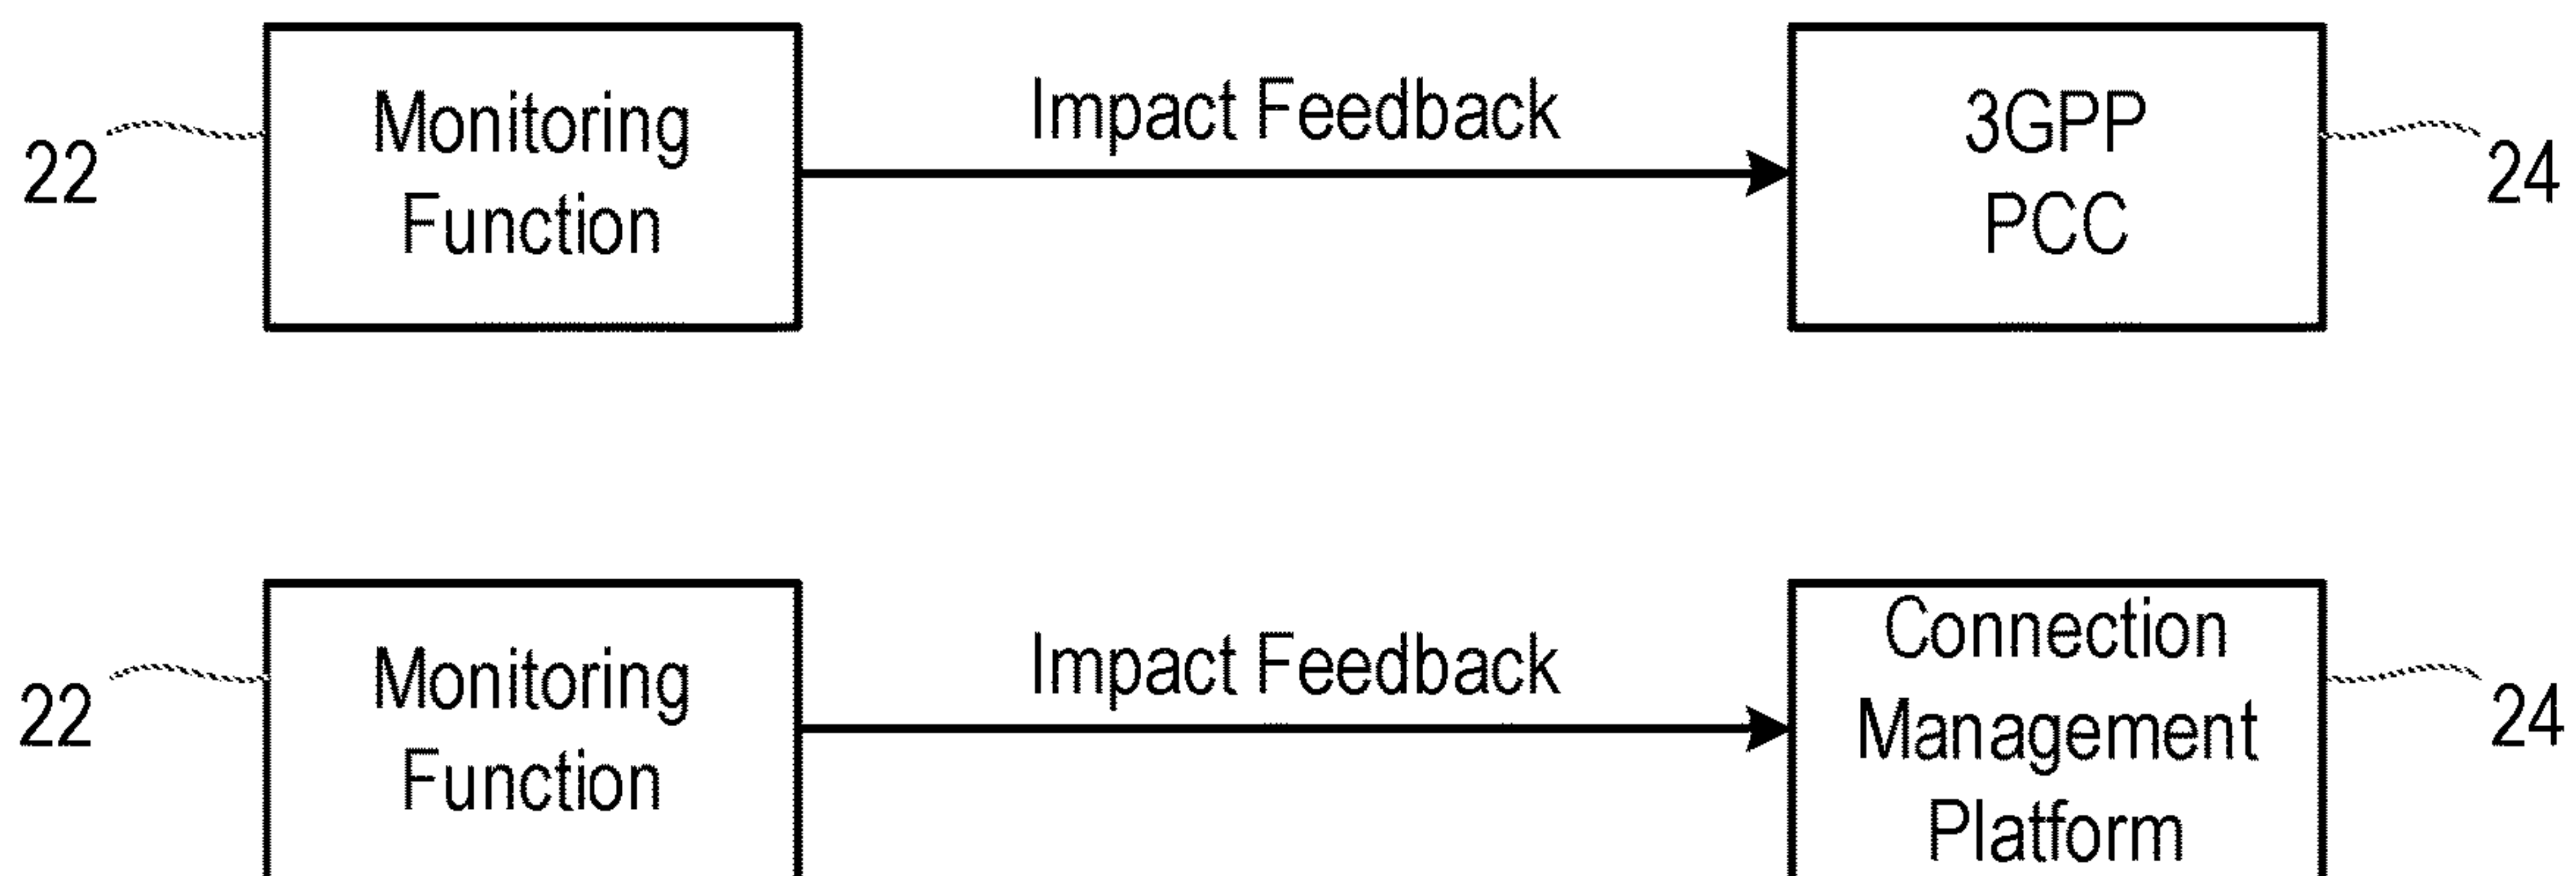 Monitoring
Function
Impact Feedback
3GPP
PCC
22
24
Monitoring
Function
Impact Feedback
Connection
Management
Platform
22
24